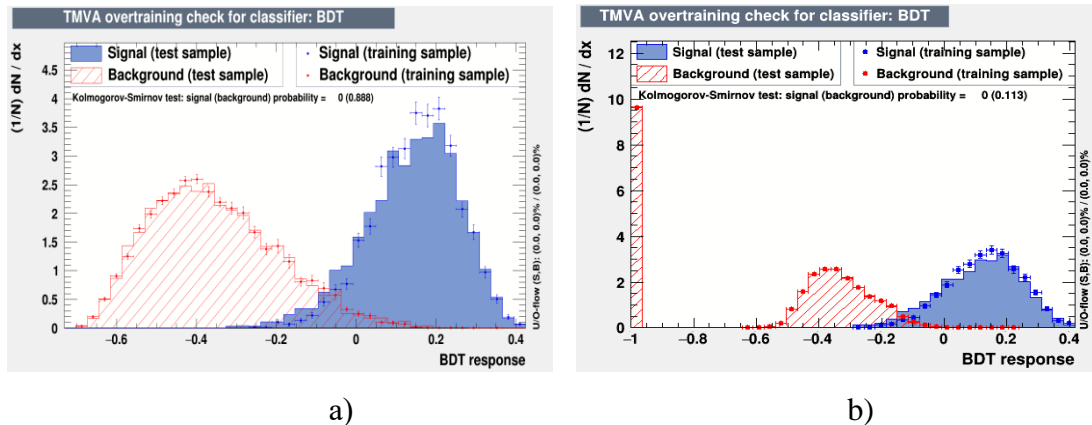 TMVA overtraining check for classifier: BDT
Signal (test sample)
Background (test sample)
Signal (training sample)
Background (training sample)
Kolmogorov-Smirnov test: signal (background) probability = 0 (0.888)
(1/N) dN / dx
4.5
4
3.5
3
2.5
2
1.5
1
0.5
0
−0.6
−0.4
−0.2
0
0.2
0.4
BDT response
U/O-flow (S,B): (0.0, 0.0)% / (0.0, 0.0)%
a)
TMVA overtraining check for classifier: BDT
Signal (test sample)
Background (test sample)
Signal (training sample)
Background (training sample)
Kolmogorov-Smirnov test: signal (background) probability = 0 (0.113)
(1/N) dN / dx
12
10
8
6
4
2
0
−1
−0.8
−0.6
−0.4
−0.2
0
0.2
0.4
BDT response
U/O-flow (S,B): (0.0, 0.0)% / (0.0, 0.0)%
b)